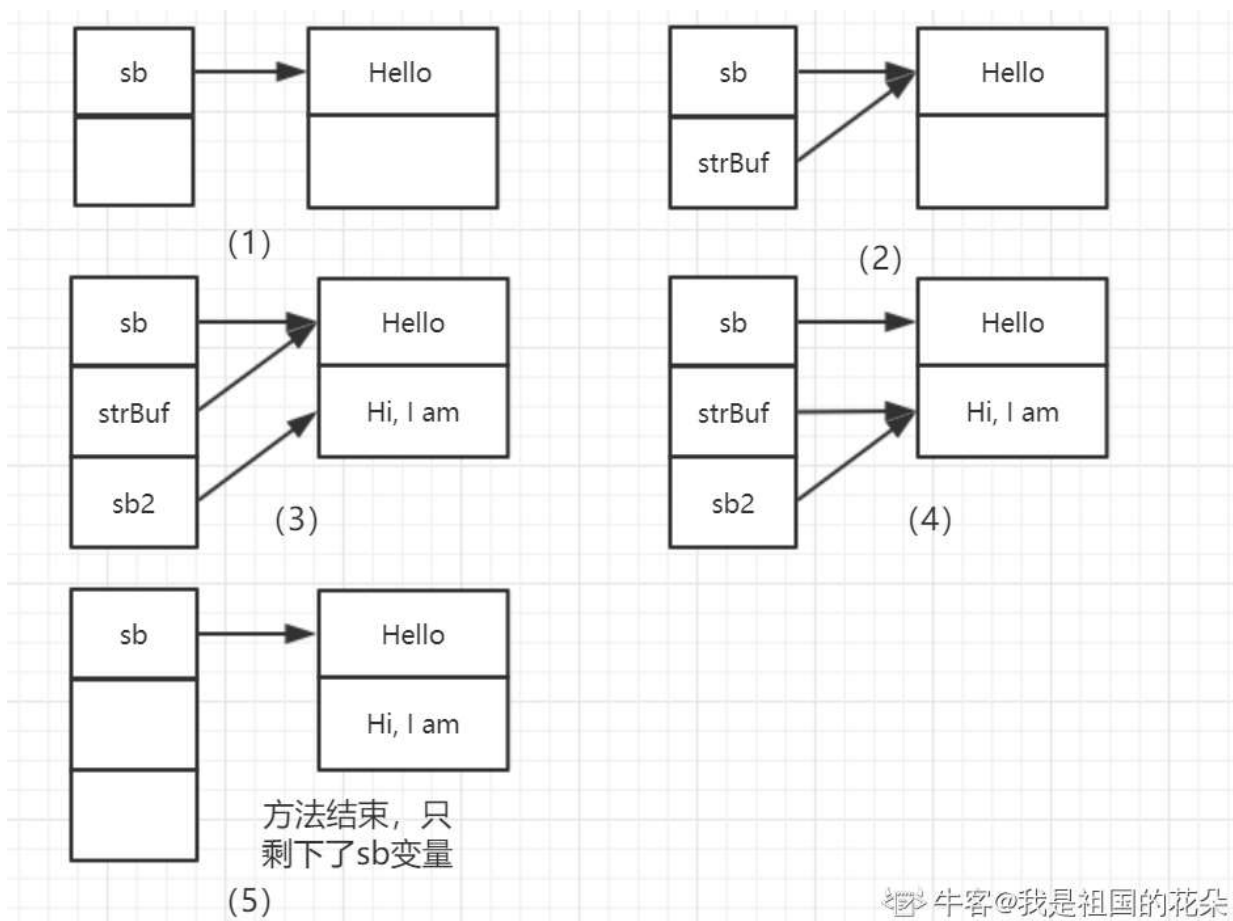 sb
Hello
(1)
sb
Hello
strBuf
(2)
sb
Hello
strBuf
Hi, I am
sb2
(3)
sb
Hello
strBuf
Hi, I am
sb2
(4)
sb
Hello
Hi, I am
方法结束，只
剩下了sb变量
(5)
牛客@我是祖国的花朵